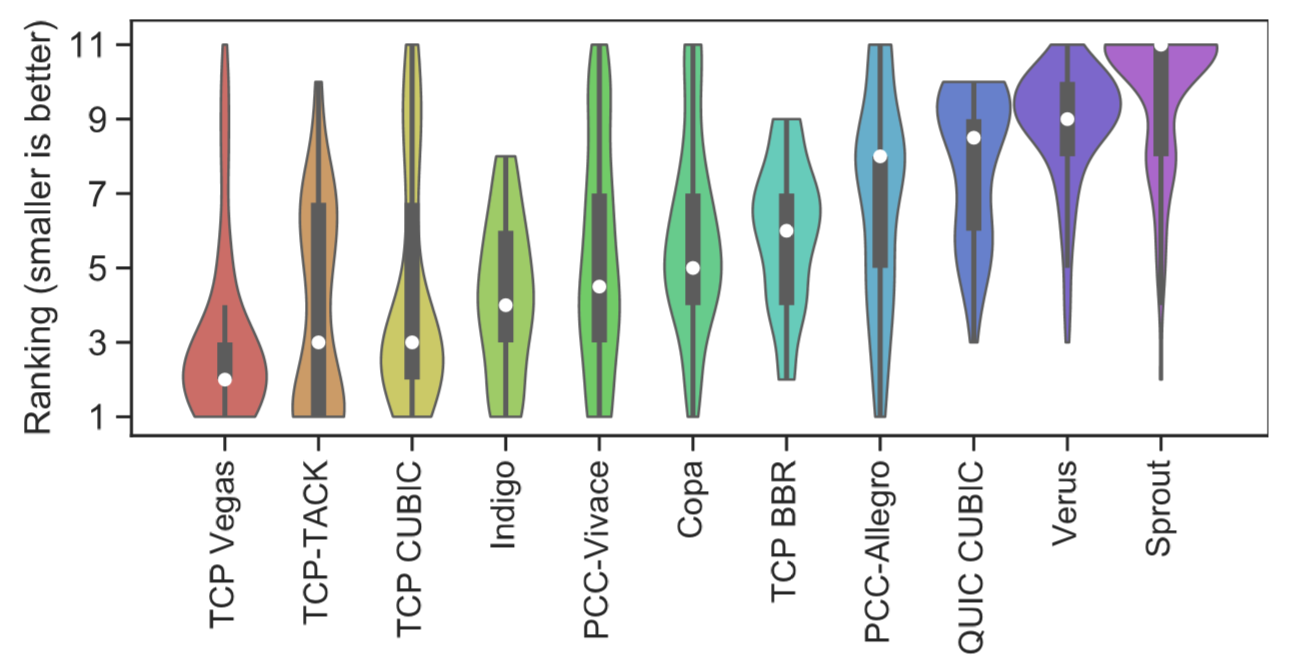 Ranking (smaller is better)
11
9
7
5
3
1
TCP Vegas
TCP-TACK
TCP CUBIC
Indigo
PCC-Vivace
Copa
TCP BBR
PCC-Allegro
QUIC CUBIC
Verus
Sprout